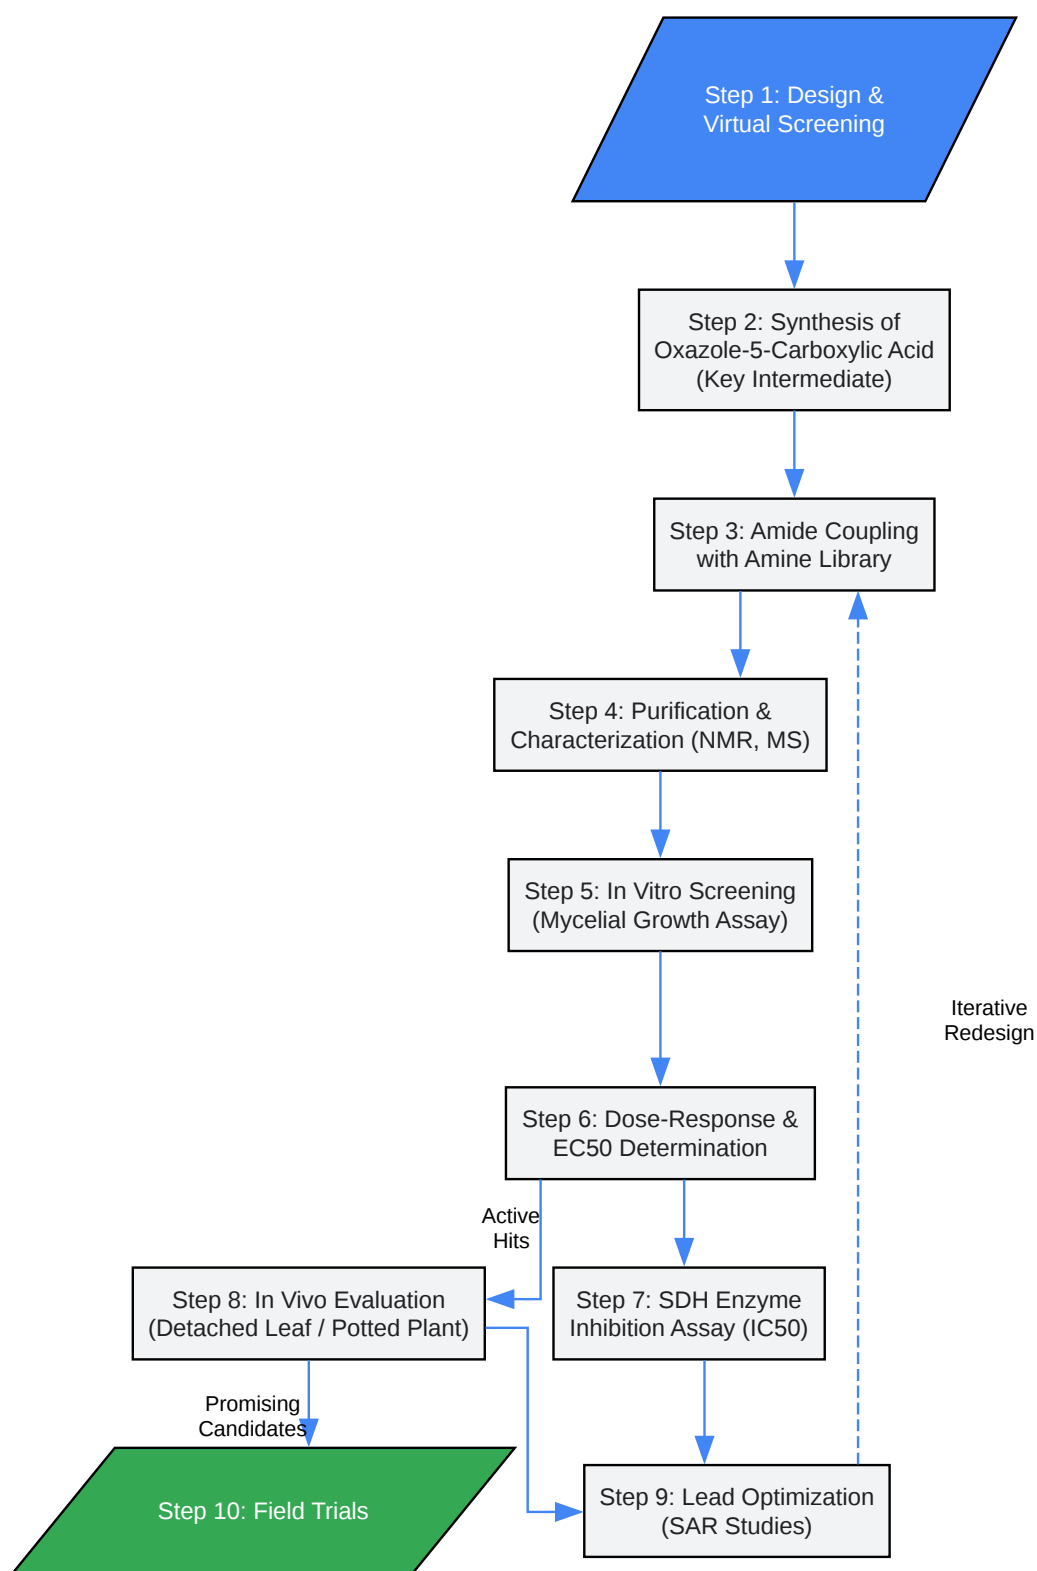 Step 1: Design &
Virtual Screening
Step 2: Synthesis of
Oxazole-5-Carboxylic Acid
(Key Intermediate)
Step 3: Amide Coupling
with Amine Library
Step 4: Purification &
Characterization (NMR, MS)
Step 5: In Vitro Screening
(Mycelial Growth Assay)
Iterative
Redesign
Step 6: Dose-Response &
EC50 Determination
Active
Hits
Step 8: In Vivo Evaluation
(Detached Leaf / Potted Plant)
Step 7: SDH Enzyme
Inhibition Assay (IC50)
Promising
Candidates
Step 10: Field Trials
Step 9: Lead Optimization
(SAR Studies)